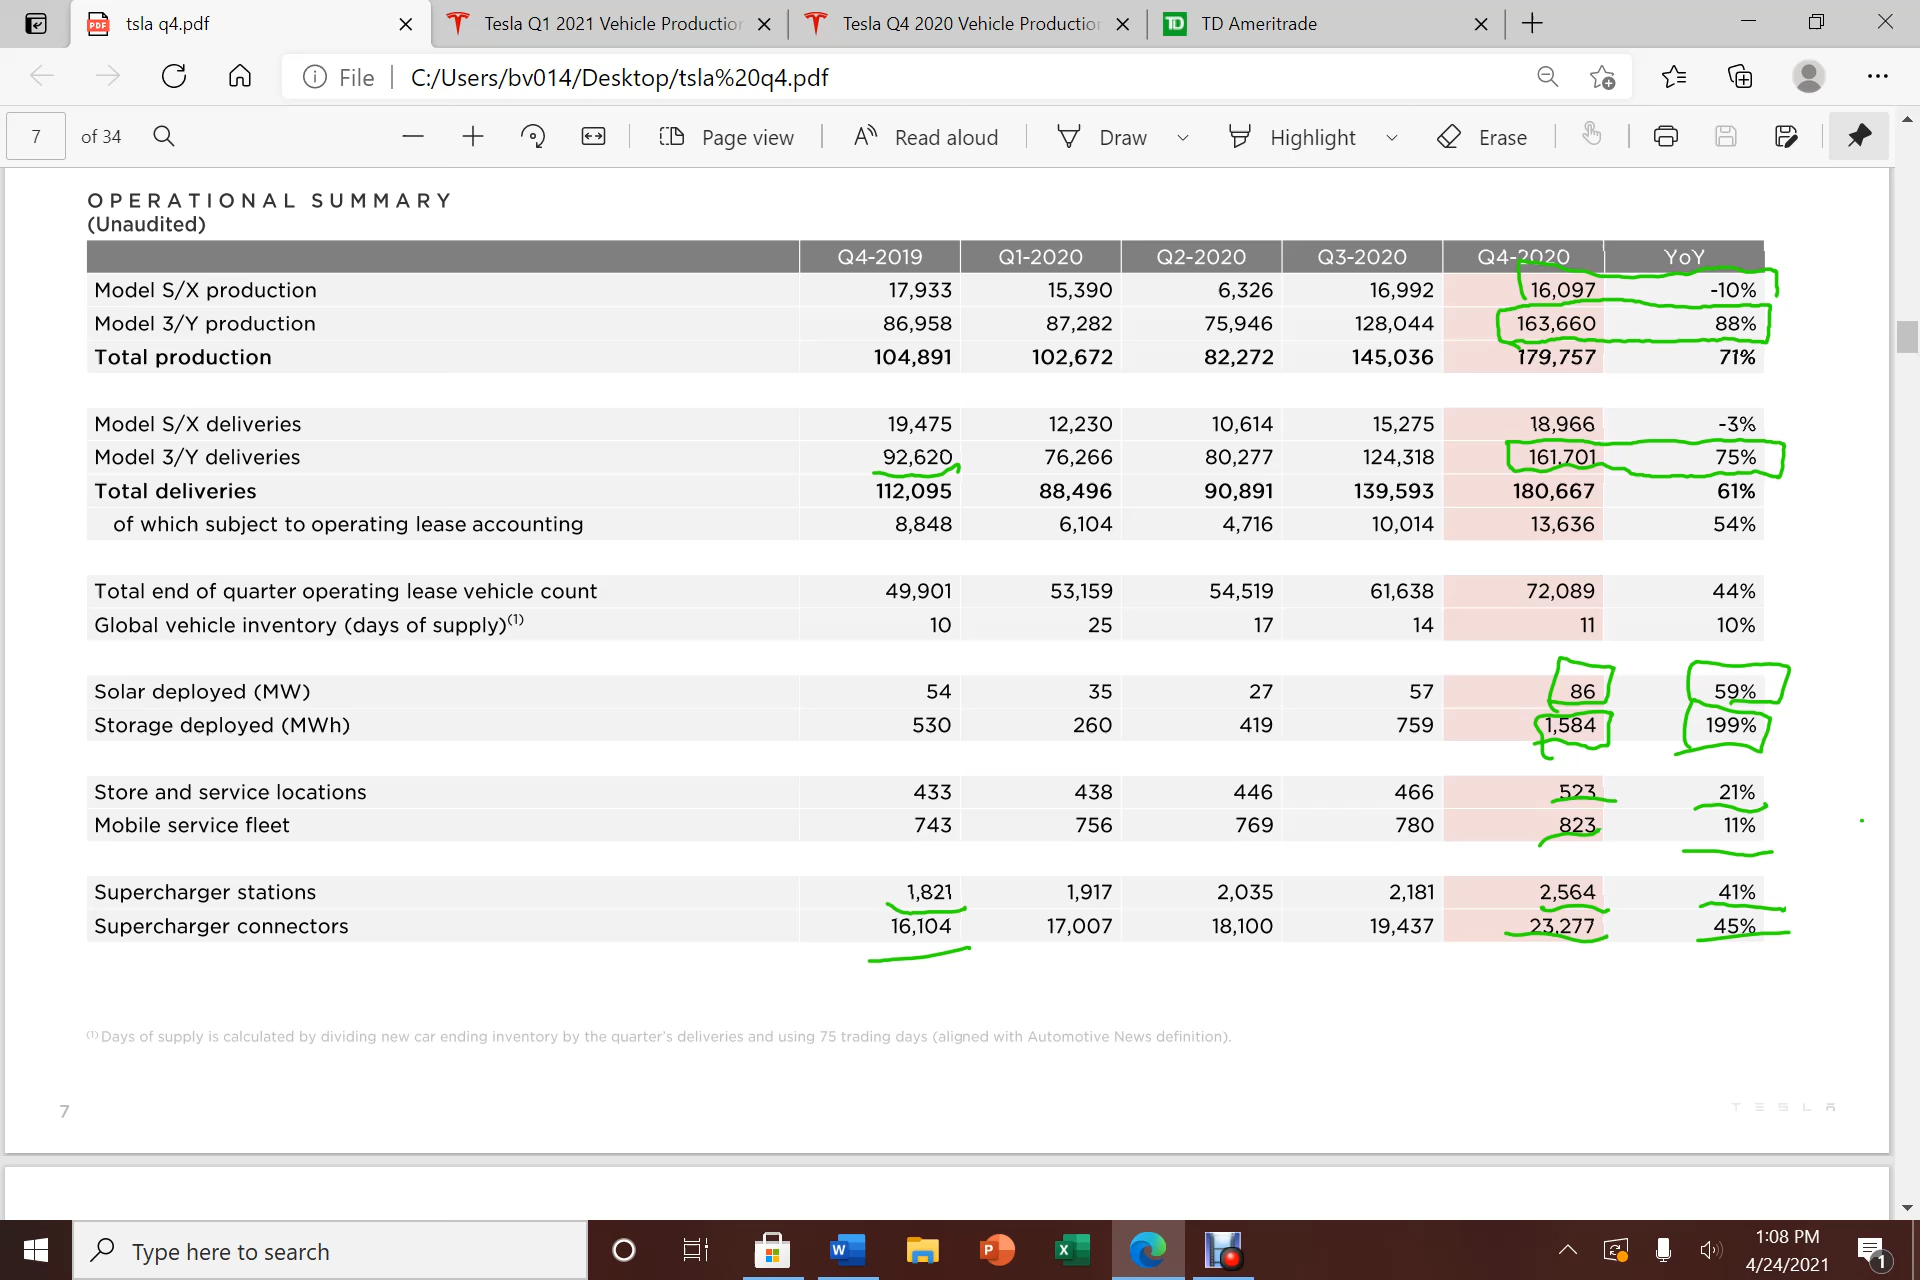 tsla q4.pdf
Tesla Q1 2021 Vehicle Production
Tesla Q4 2020 Vehicle Production
TD Ameritrade
File C:/Users/bv014/Desktop/tsla%20q4.pdf
7 of 34 Page view Read aloud Draw Highlight Erase
OPERATIONAL SUMMARY
(Unaudited)
Q4-2019 Q1-2020 Q2-2020 Q3-2020 Q4-2020 YoY
Model S/X production 17,933 15,390 6,326 16,992 16,097 -10%
Model 3/Y production 86,958 87,282 75,946 128,044 163,660 88%
Total production 104,891 102,672 82,272 145,036 179,757 71%
Model S/X deliveries 19,475 12,230 10,614 15,275 18,966 -3%
Model 3/Y deliveries 92,620 76,266 80,277 124,318 161,701 75%
Total deliveries 112,095 88,496 90,891 139,593 180,667 61%
of which subject to operating lease accounting 8,848 6,104 4,716 10,014 13,636 54%
Total end of quarter operating lease vehicle count 49,901 53,159 54,519 61,638 72,089 44%
Global vehicle inventory (days of supply)(1) 10 25 17 14 11 10%
Solar deployed (MW) 54 35 27 57 86 59%
Storage deployed (MWh) 530 260 419 759 1,584 199%
Store and service locations 433 438 446 466 523 21%
Mobile service fleet 743 756 769 780 823 11%
Supercharger stations 1,821 1,917 2,035 2,181 2,564 41%
Supercharger connectors 16,104 17,007 18,100 19,437 23,277 45%
(1) Days of supply is calculated by dividing new car ending inventory by the quarter's deliveries and using 75 trading days (aligned with Automotive News definition).
7
TESLA
Type here to search
1:08 PM
4/24/2021
1